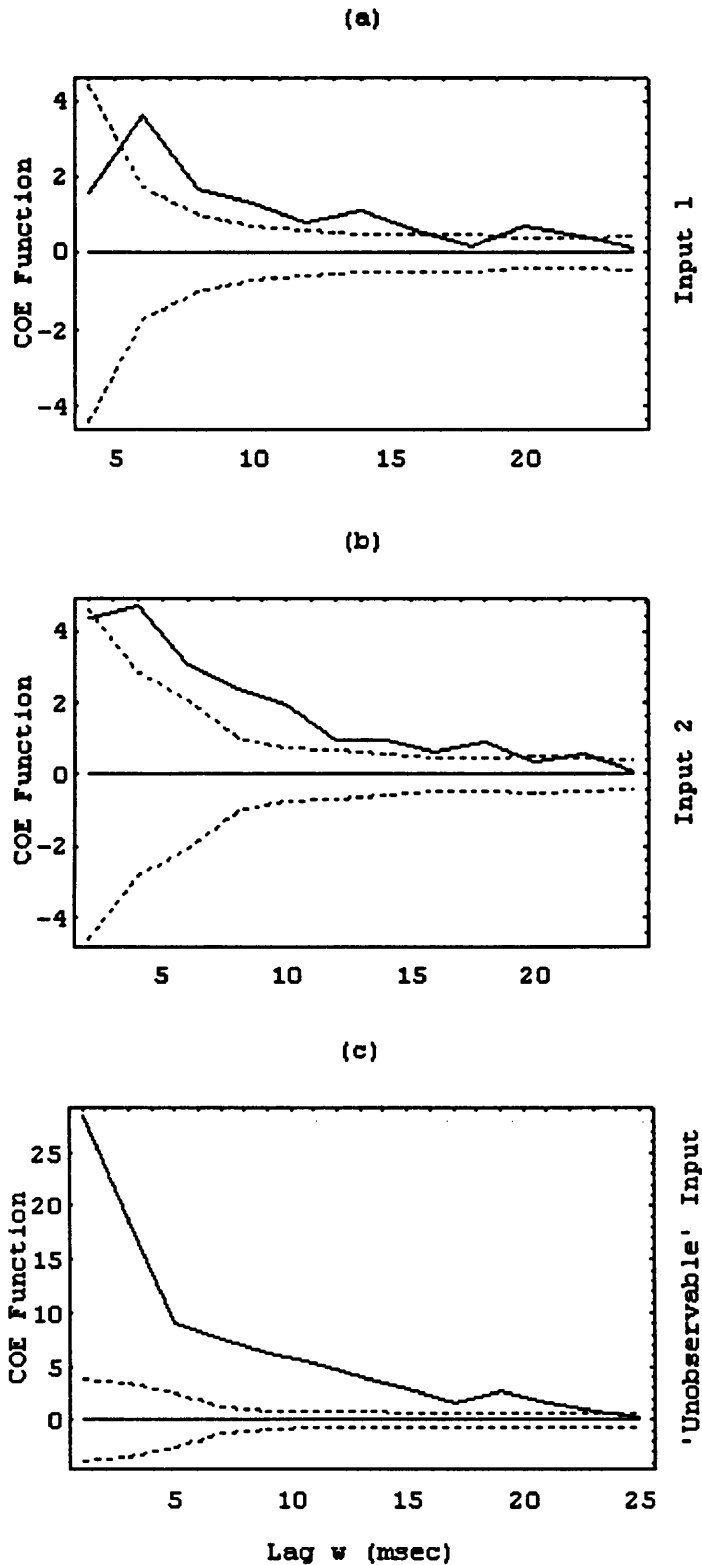 (a)
4
2
0
-2
-4
COE Function
Input 1
5 10 15 20
(b)
4
2
0
-2
-4
COE Function
Input 2
5 10 15 20
(c)
25
20
15
10
5
0
COE Function
'Unobservable' Input
5 10 15 20 25
Lag w (msec)